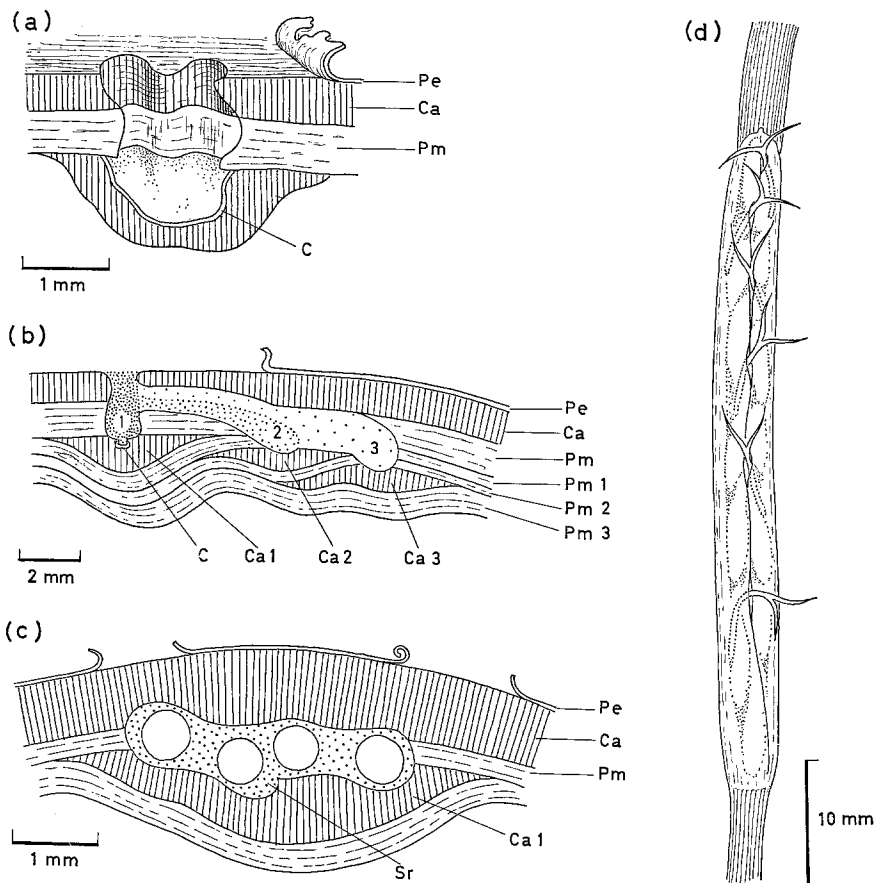 (a)
Pe
Ca
Pm
C
1 mm
(b)
1
2
3
Pe
Ca
Pm
Pm 1
Pm 2
Pm 3
C
Ca 1
Ca 2
Ca 3
2 mm
(c)
Pe
Ca
Pm
Ca 1
Sr
1 mm
(d)
10 mm